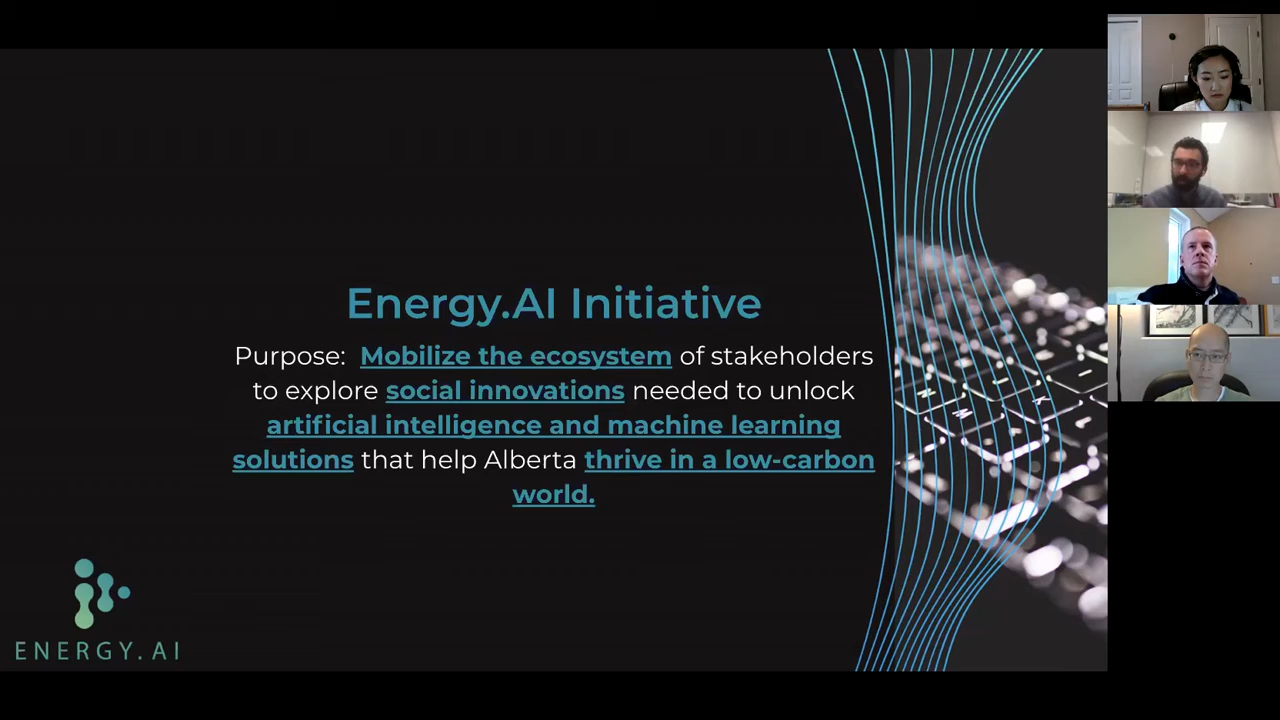 Energy.AI Initiative
Purpose: Mobilize the ecosystem of stakeholders
to explore social innovations needed to unlock
artificial intelligence and machine learning
solutions that help Alberta thrive in a low-carbon
world.
ENERGY.AI